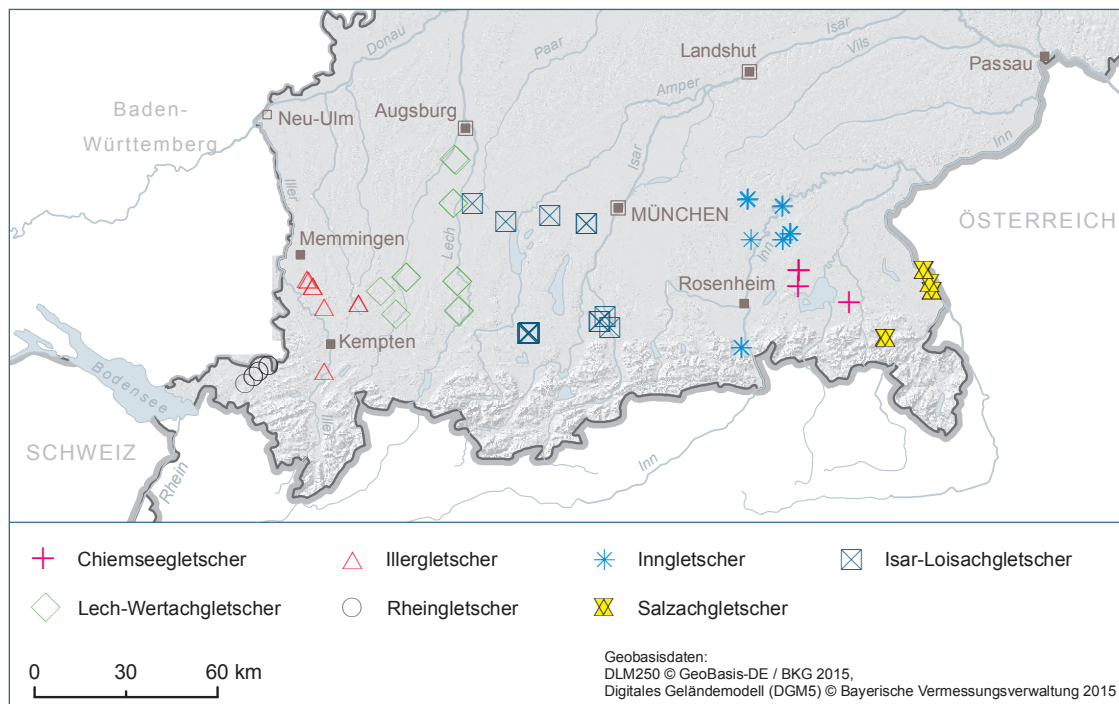 Donau
Paar
Isar
Landshut
Vils
Passau
Amper
Baden-
Württemberg
Neu-Ulm
Augsburg
Inn
Isar
Iller
ÖSTERREICH
MÜNCHEN
Lech
Memmingen
Inn
Rosenheim
Kempten
Bodensee
SCHWEIZ
Iller
Rhein
Inn
Chiemseegletscher
Illergletscher
Inngletscher
Isar-Loisachgletscher
Lech-Wertachgletscher
Rheingletscher
Salzachgletscher
0 30 60 km
Geobasisdaten:
DLM250 © GeoBasis-DE / BKG 2015,
Digitales Geländemodell (DGM5) © Bayerische Vermessungsverwaltung 2015